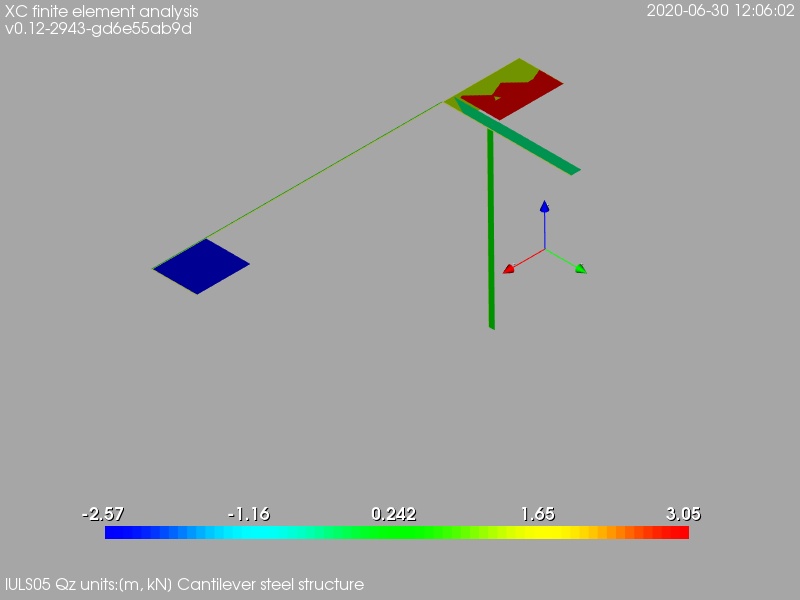 XC finite element analysis
v0.12-2943-gd6e55ab9d
2020-06-30 12:06:02
-2.57 -1.16 0.242 1.65 3.05
IULS05 Qz units:[m, kN] Cantilever steel structure